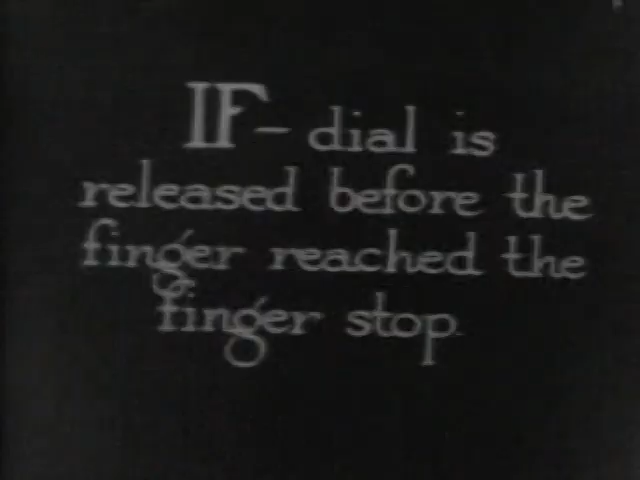 IF- dial is
released before the
finger reached the
finger stop.